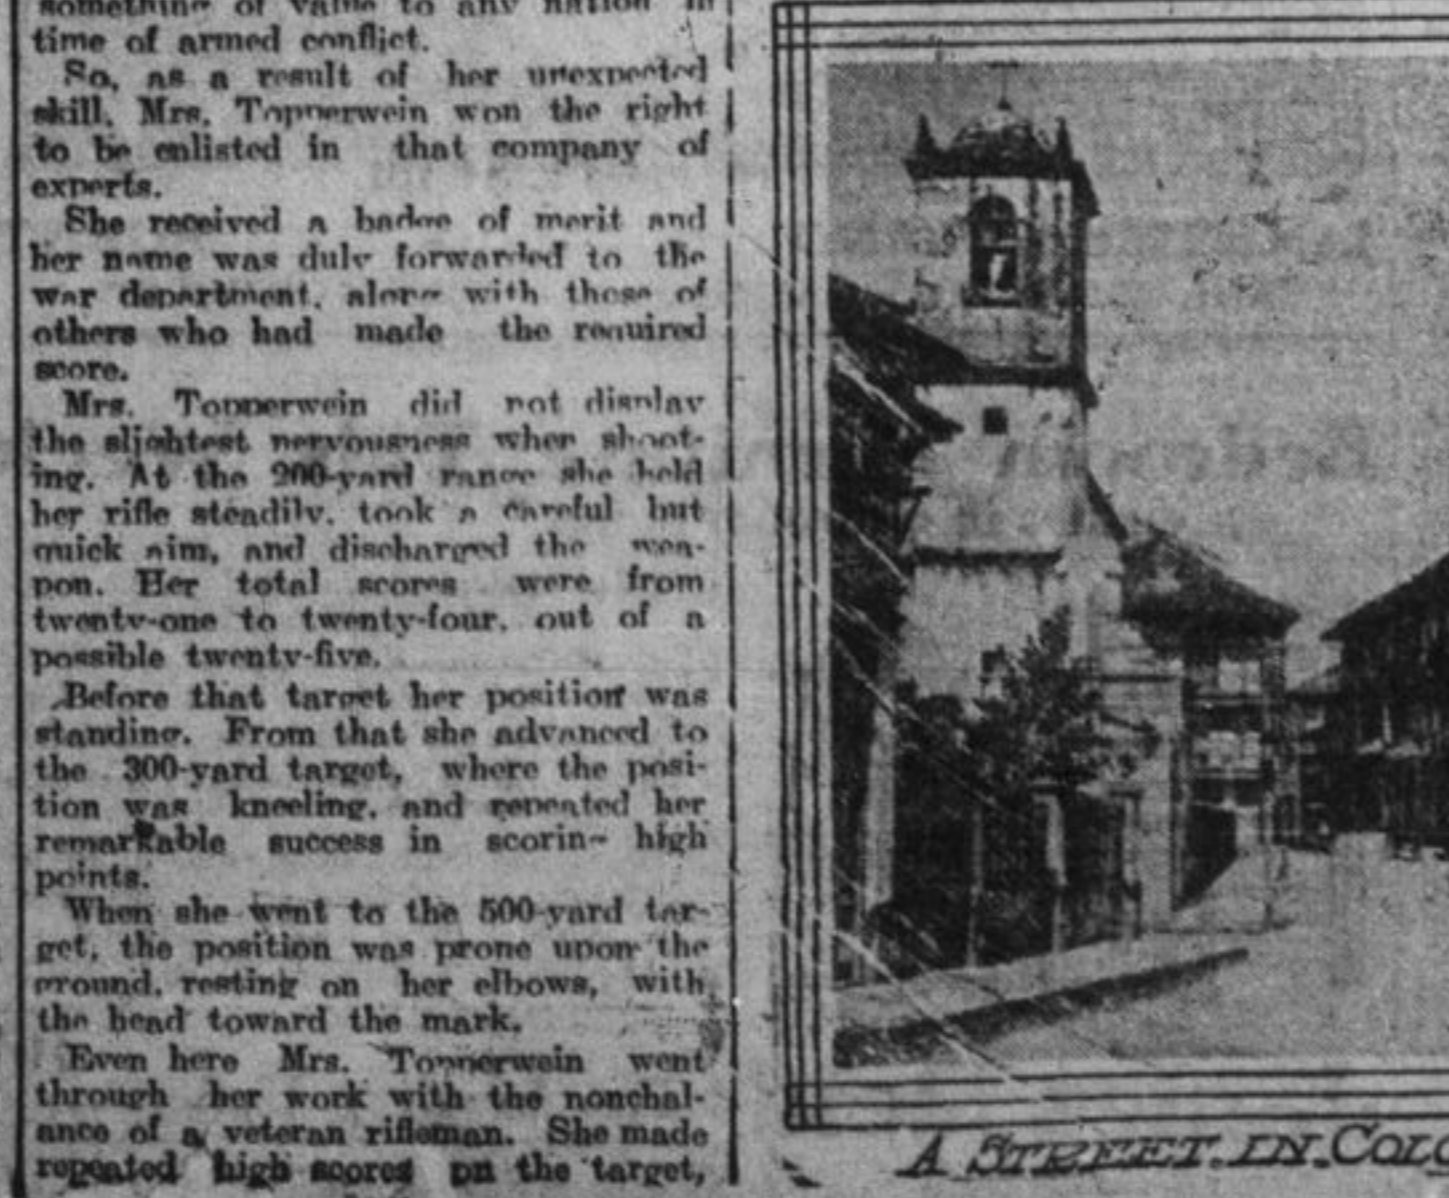 something of value to any nation in
time of armed conflict.
So, as a result of her unexpected
skill, Mrs. Topperwein won the right
to be enlisted in that company of
experts.
She received a badge of merit and
her name was duly forwarded to the
war department, along with those of
others who had made the required
score.
Mrs. Topperwein did not display
the slightest nervousness when shoot-
ing. At the 200-yard range she held
her rifle steadily, took a careful but
quick aim, and discharged the wea-
pon. Her total scores were from
twenty-one to twenty-four, out of a
possible twenty-five.
Before that target her position was
standing. From that she advanced to
the 300-yard target, where the posi-
tion was kneeling, and repeated her
remarkable success in scoring high
points.
When she went to the 500-yard tar-
get, the position was prone upon the
ground, resting on her elbows, with
the head toward the mark.
Even here Mrs. Topperwein went
through her work with the nonchal-
ance of a veteran rifleman. She made
repeated high scores on the target,
A STREET IN COLO